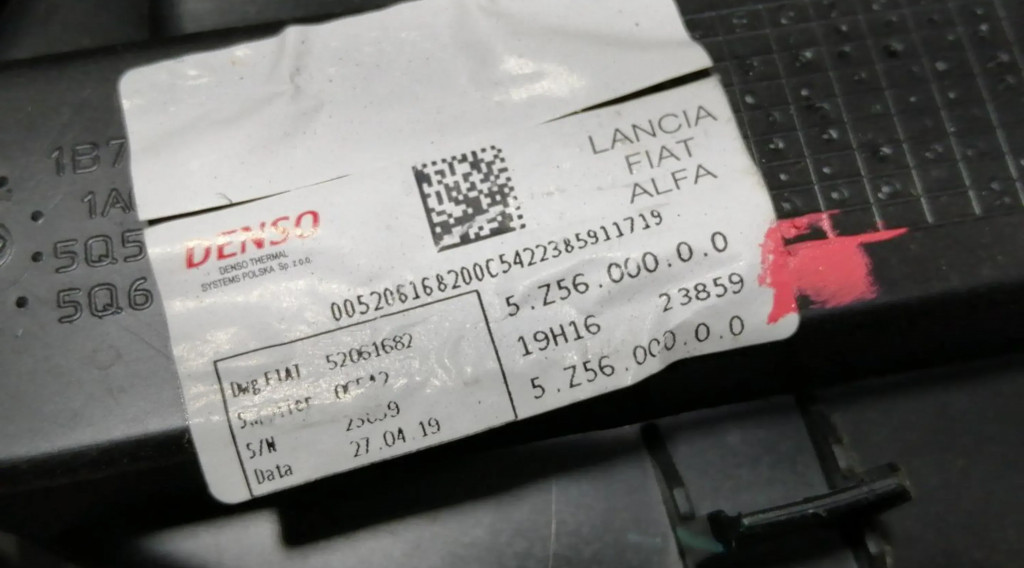 1B7
1A
5Q5
5Q6
LANCIA
FIAT
ALFA
DENSO
DENSO THERMAL
SYSTEMS POLSKA Sp. z o.o.
00520616820OC5422385911719
5.Z56.000.0.0
19H16 23859
5.Z56.000.0.0
Dwg.FIAT 52061682
S/N
Data 27.04.19